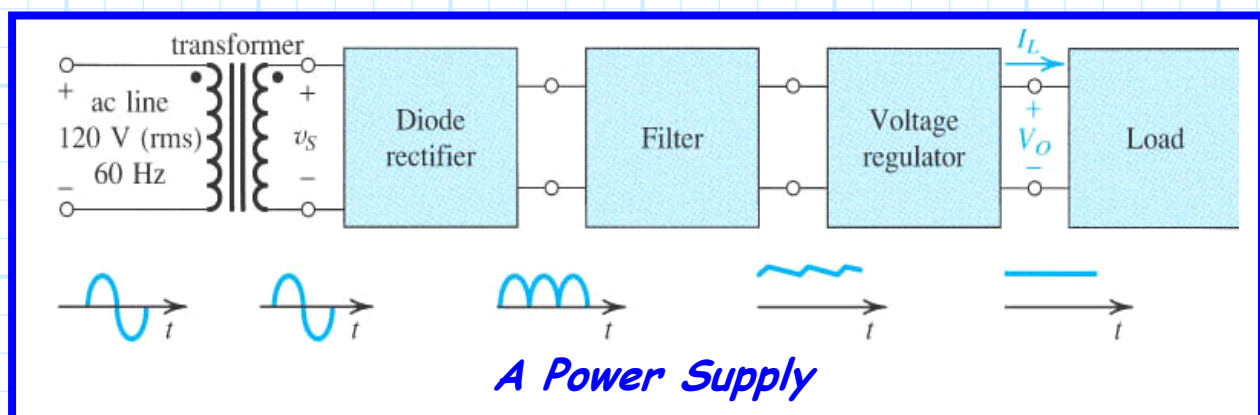 transformer
+
ac line
120 V (rms)
60 Hz
−
+
vS
−
Diode
rectifier
Filter
Voltage
regulator
IL
+
VO
−
Load
t
t
t
t
t
A Power Supply